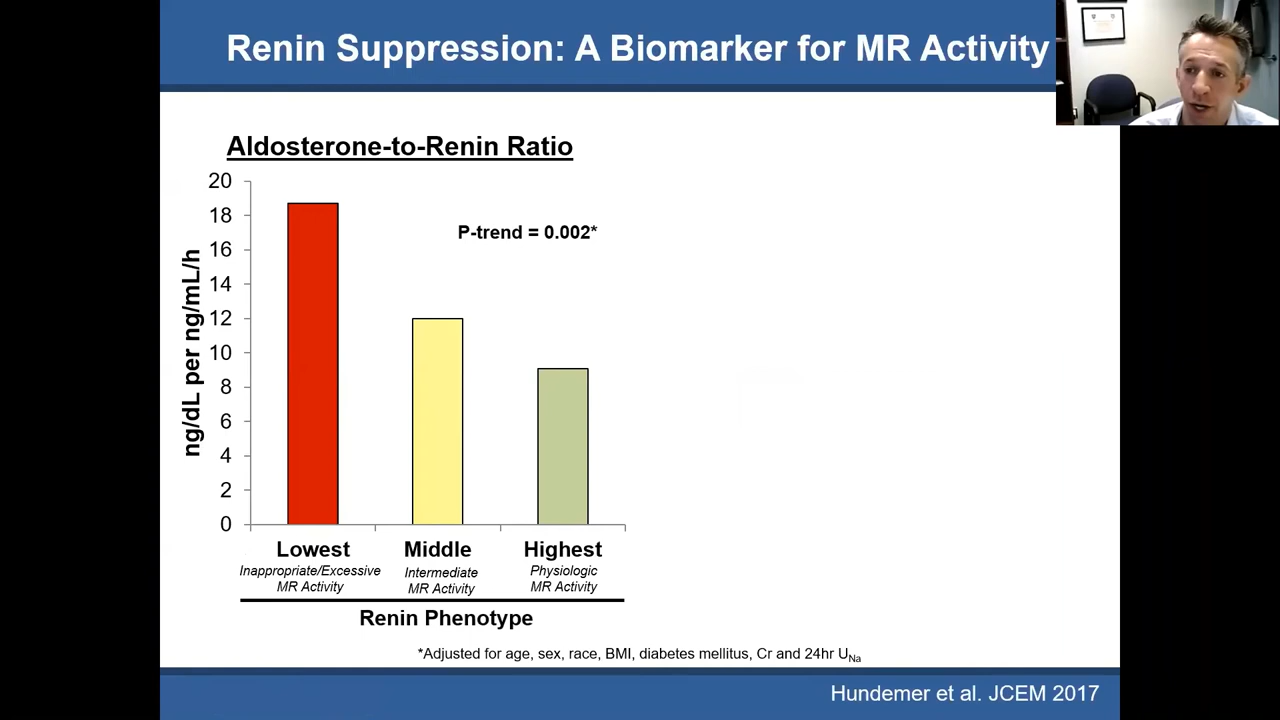 Renin Suppression: A Biomarker for MR Activity
Aldosterone-to-Renin Ratio
20
18
16
14
12
10
8
6
4
2
0
ng/dL per ng/mL/h
P-trend = 0.002*
Lowest Middle Highest
Inappropriate/Excessive Intermediate Physiologic
MR Activity MR Activity MR Activity
Renin Phenotype
*Adjusted for age, sex, race, BMI, diabetes mellitus, Cr and 24hr UNa
Hundemer et al. JCEM 2017